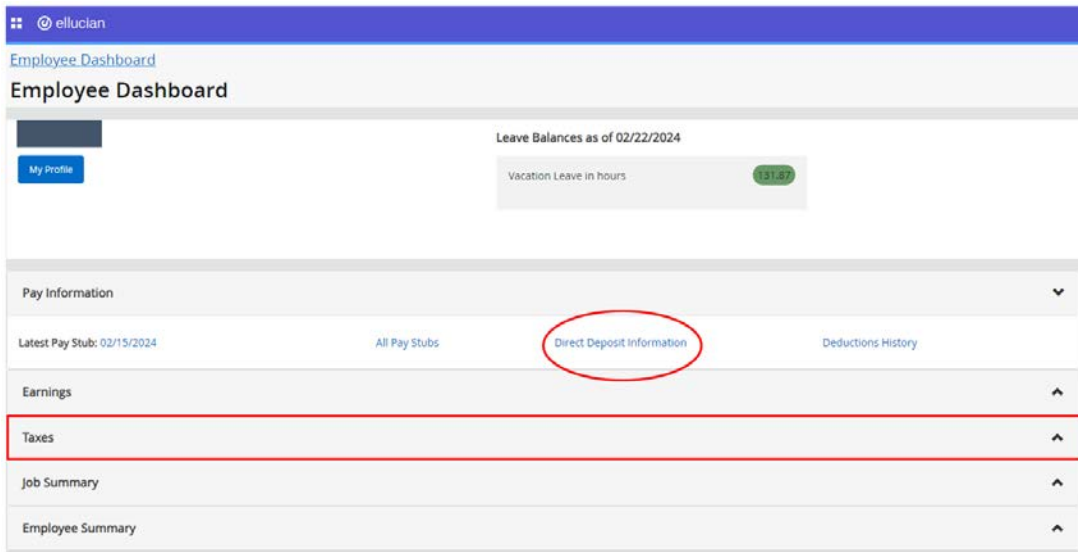 ellucian
Employee Dashboard
Employee Dashboard
My Profile
Leave Balances as of 02/22/2024
Vacation Leave in hours 131.87
Pay Information
Latest Pay Stub: 02/15/2024 All Pay Stubs Direct Deposit Information Deductions History
Earnings
Taxes
Job Summary
Employee Summary